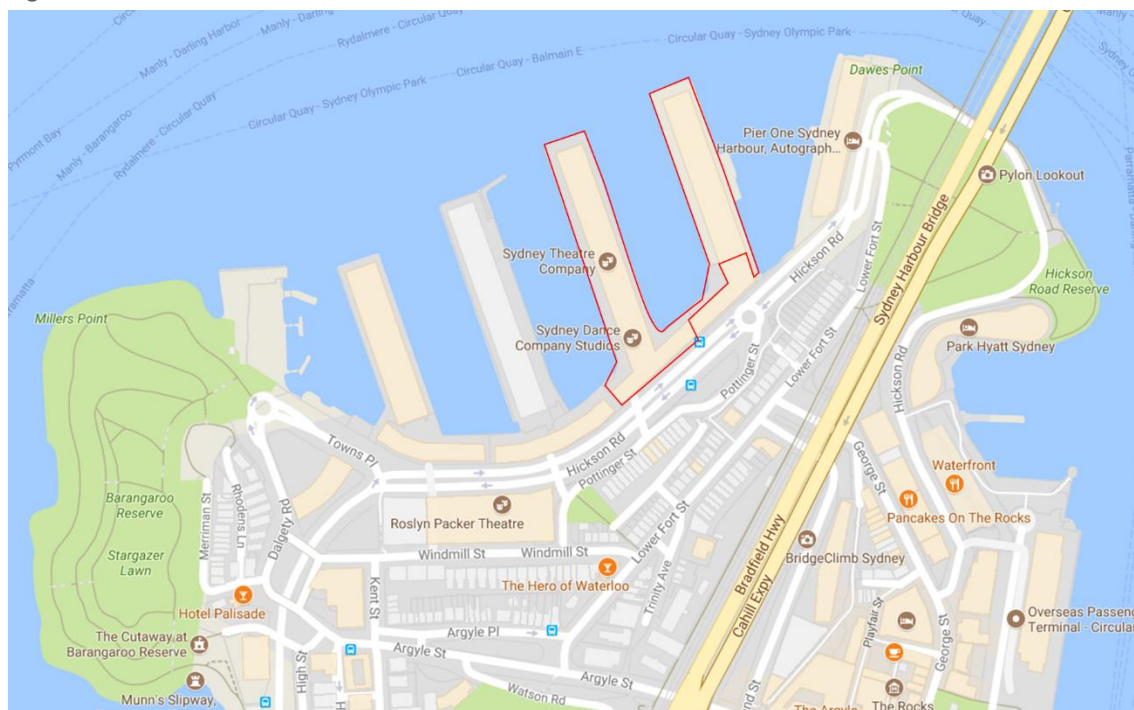 Manly - Darling Harbor
Rydalmere - Circular Quay
Circular Quay - Balmain E
Circular Quay - Sydney Olympic Park
Circular Quay - Sydney Olympic Park
Pyrmont Bay
Manly - Barangaroo
Rydalmere - Circular Quay
Dawes Point
Pier One Sydney
Harbour, Autograph...
Pylon Lookout
Sydney Theatre
Company
Sydney Dance
Company Studios
Hickson Rd
Lower Fort St
Sydney Harbour Bridge
Hickson
Road Reserve
Park Hyatt Sydney
Millers Point
Pottinger St
Lower Fort St
Hickson Rd
Towns Pl
Hickson Rd
Pottinger St
George St
Waterfront
Pancakes On The Rocks
Barangaroo
Reserve
Stargazer
Lawn
Merriman St
Rhodens Ln
Dalgety Rd
Roslyn Packer Theatre
Windmill St
Windmill St
Lower Fort St
The Hero of Waterloo
Trinity Ave
Bradfield Hwy
Cahill Expy
BridgeClimb Sydney
Hotel Palisade
Kent St
Playfair St
George St
Overseas Passen
Terminal - Circular
The Cutaway at
Barangaroo Reserve
Argyle Pl
Argyle St
High St
Munn's Slipway,
Watson Rd
Argyle St
The Argyle
The Rocks